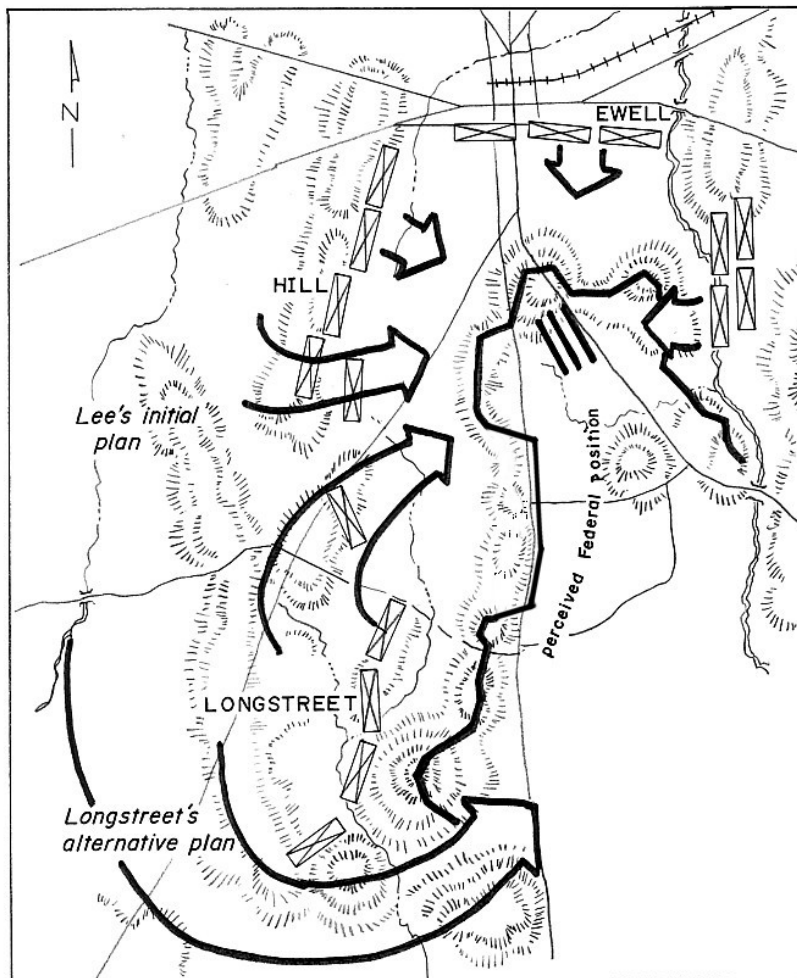 N
EWELL
HILL
Lee's initial
plan
perceived Federal position
LONGSTREET
Longstreet's
alternative plan